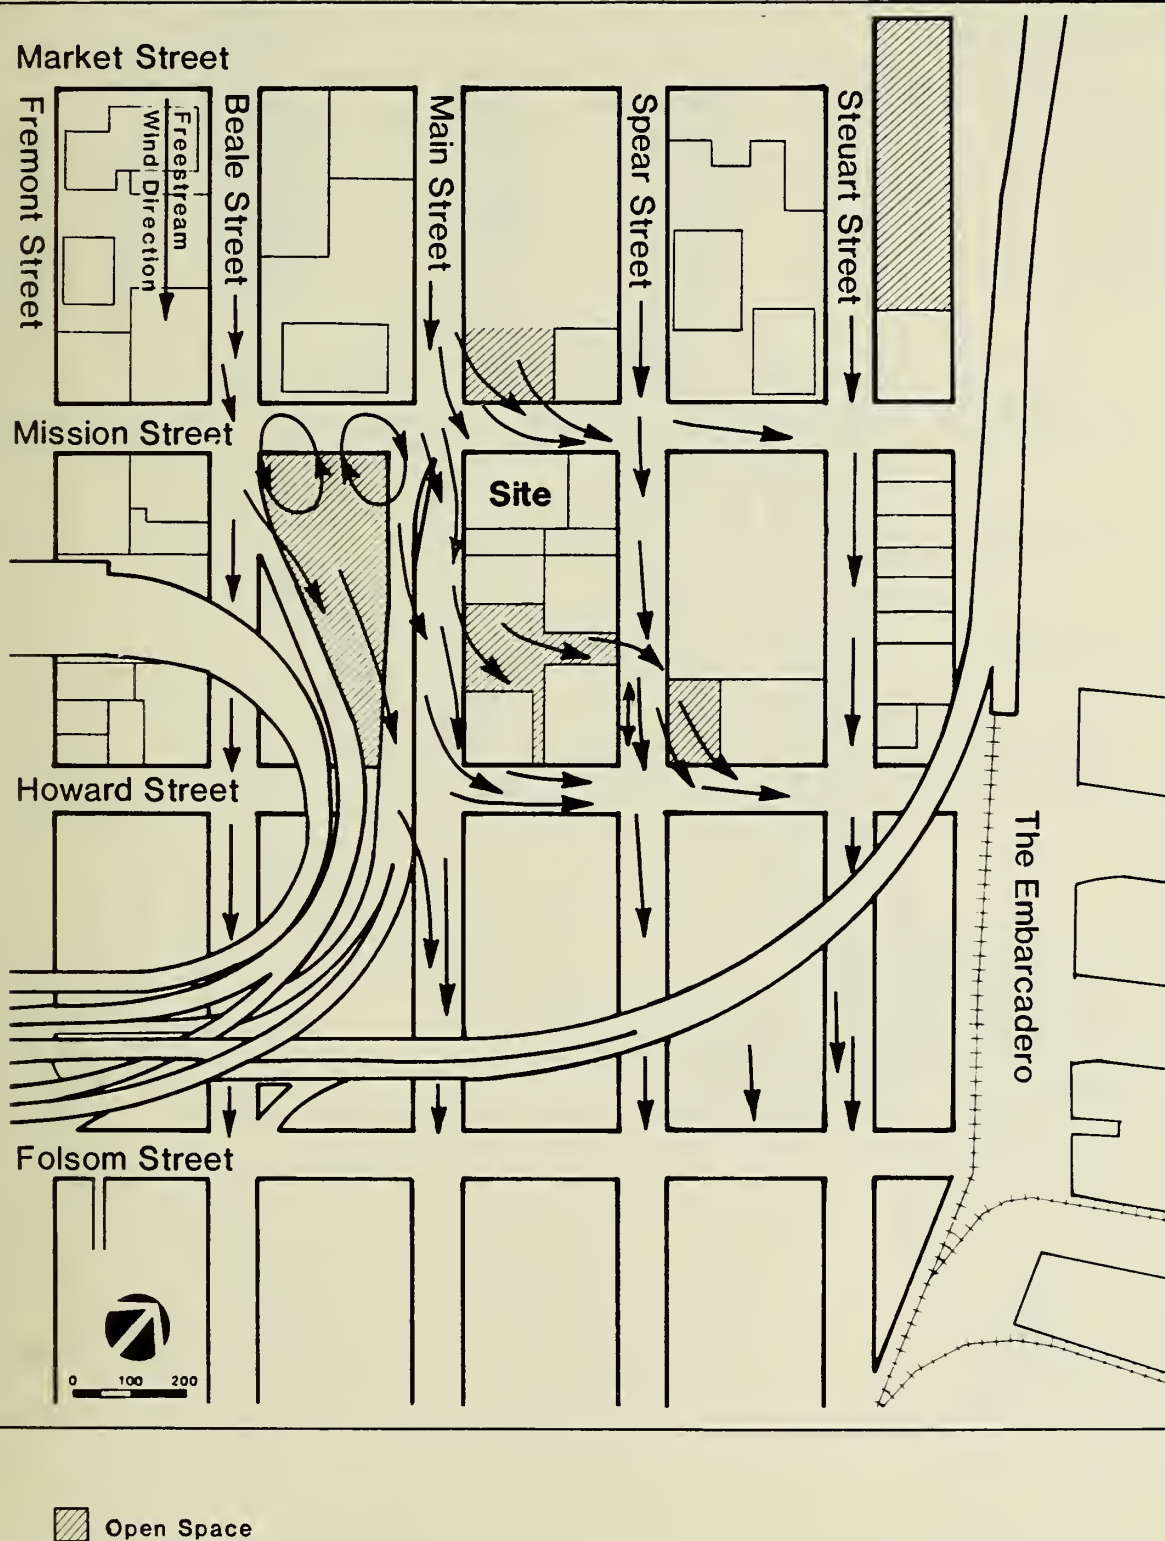 Market Street
Fremont Street
Freestream
Wind Direction
Beale Street
Main Street
Spear Street
Steuart Street
Mission Street
Site
Howard Street
The Embarcadero
Folsom Street
0 100 200
Open Space